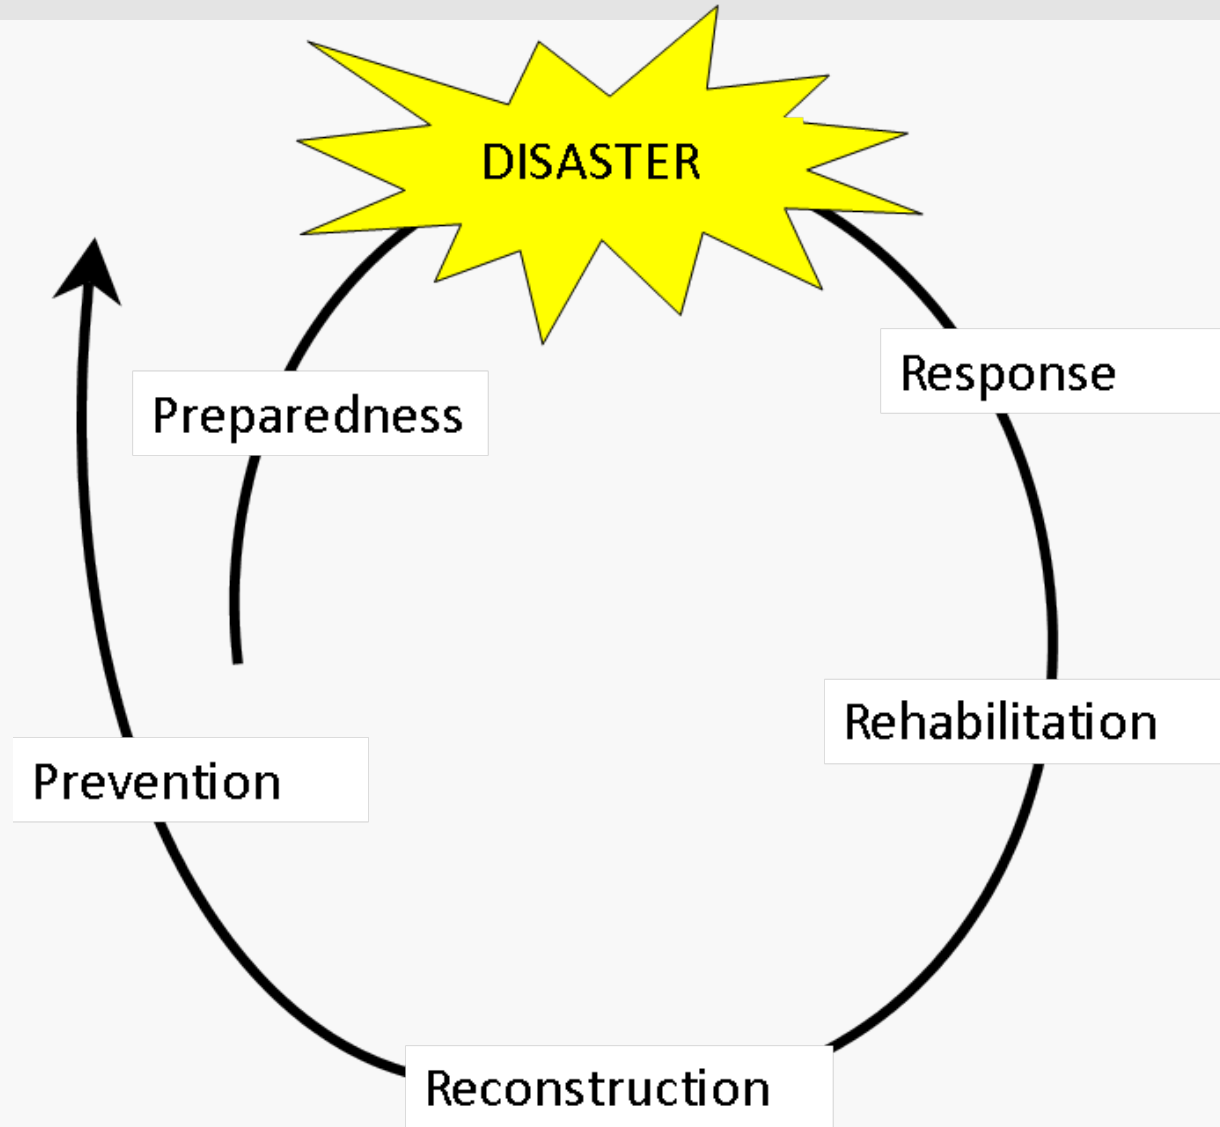 DISASTER
Response
Preparedness
Rehabilitation
Prevention
Reconstruction